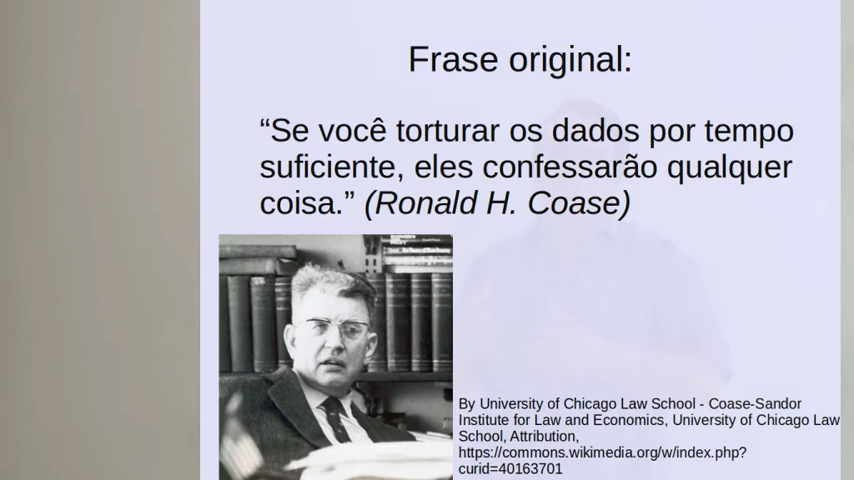 Frase original:
“Se você torturar os dados por tempo
suficiente, eles confessarão qualquer
coisa.” (Ronald H. Coase)
By University of Chicago Law School - Coase-Sandor
Institute for Law and Economics, University of Chicago Law
School, Attribution,
https://commons.wikimedia.org/w/index.php?
curid=40163701